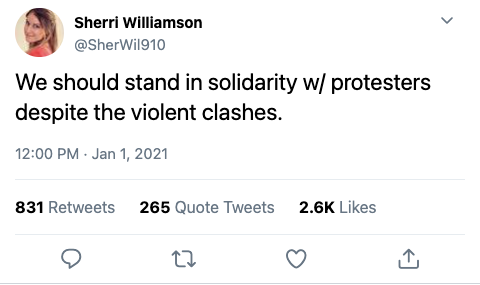 Sherri Williamson
@SherWil910
We should stand in solidarity w/ protesters
despite the violent clashes.
12:00 PM · Jan 1, 2021
831 Retweets 265 Quote Tweets 2.6K Likes